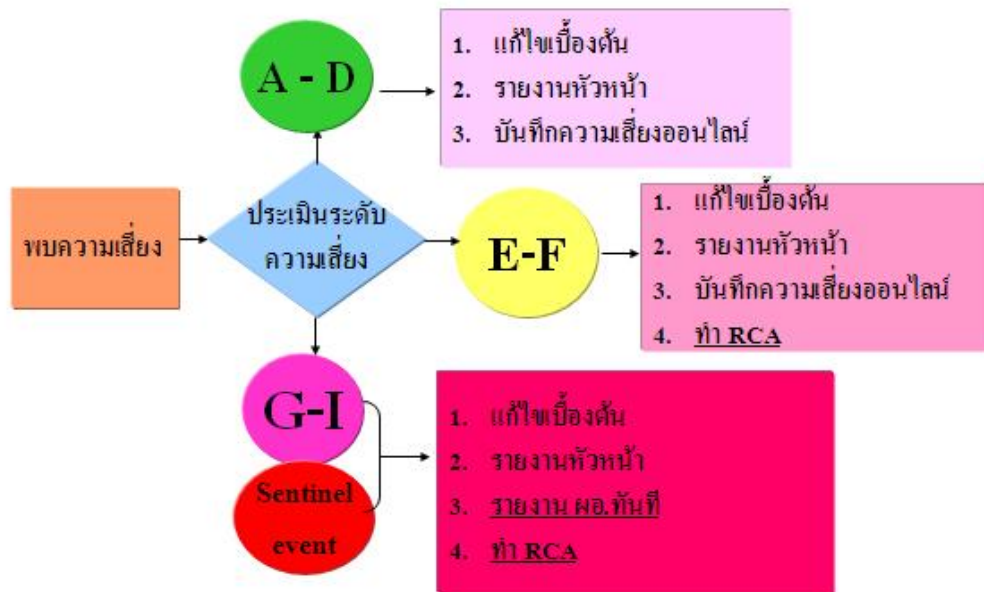 พบความเสี่ยง
ประเมินระดับ
ความเสี่ยง
A - D
1. แก้ไขเบื้องต้น
2. รายงานหัวหน้า
3. บันทึกความเสี่ยงออนไลน์
E-F
1. แก้ไขเบื้องต้น
2. รายงานหัวหน้า
3. บันทึกความเสี่ยงออนไลน์
4. ทำ RCA
G-I
Sentinel
event
1. แก้ไขเบื้องต้น
2. รายงานหัวหน้า
3. รายงาน ผอ.ทันที
4. ทำ RCA